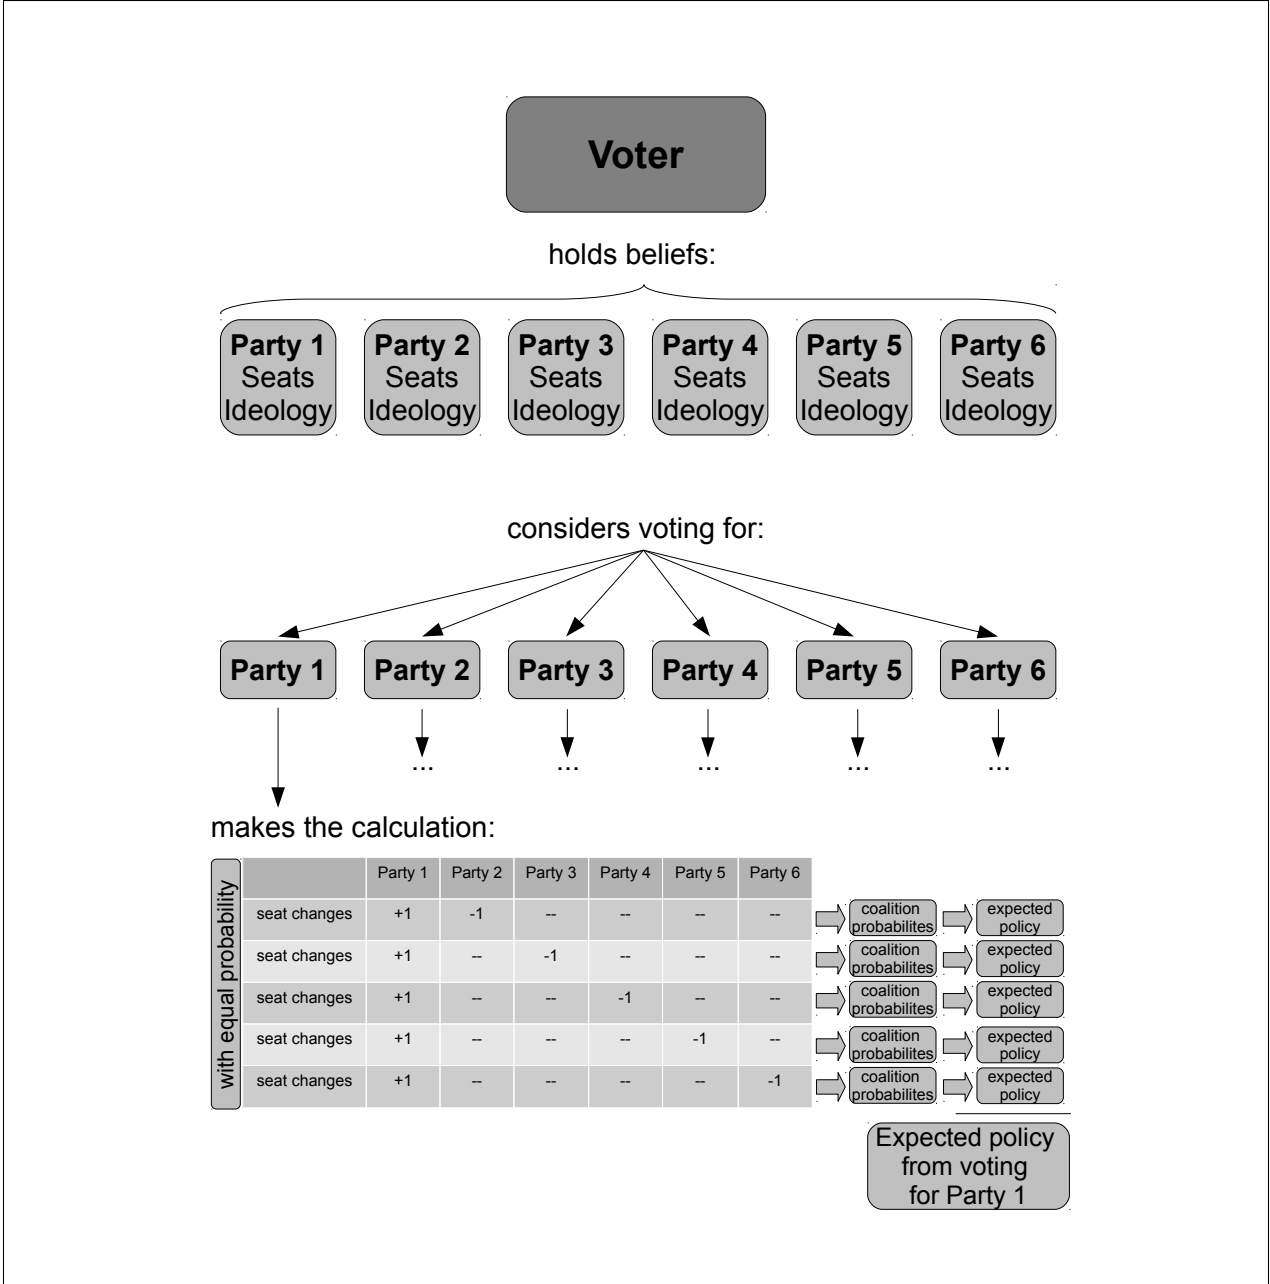 Voter
holds beliefs:
Party 1 Party 2 Party 3 Party 4 Party 5 Party 6
Seats Seats Seats Seats Seats Seats
Ideology Ideology Ideology Ideology Ideology Ideology
considers voting for:
Party 1 Party 2 Party 3 Party 4 Party 5 Party 6
... ... ... ... ...
makes the calculation:
with equal probability
Party 1 Party 2 Party 3 Party 4 Party 5 Party 6
seat changes +1 -1 -- -- -- -- coalition probabilites expected policy
seat changes +1 -- -1 -- -- -- coalition probabilites expected policy
seat changes +1 -- -- -1 -- -- coalition probabilites expected policy
seat changes +1 -- -- -- -1 -- coalition probabilites expected policy
seat changes +1 -- -- -- -- -1 coalition probabilites expected policy
Expected policy
from voting
for Party 1